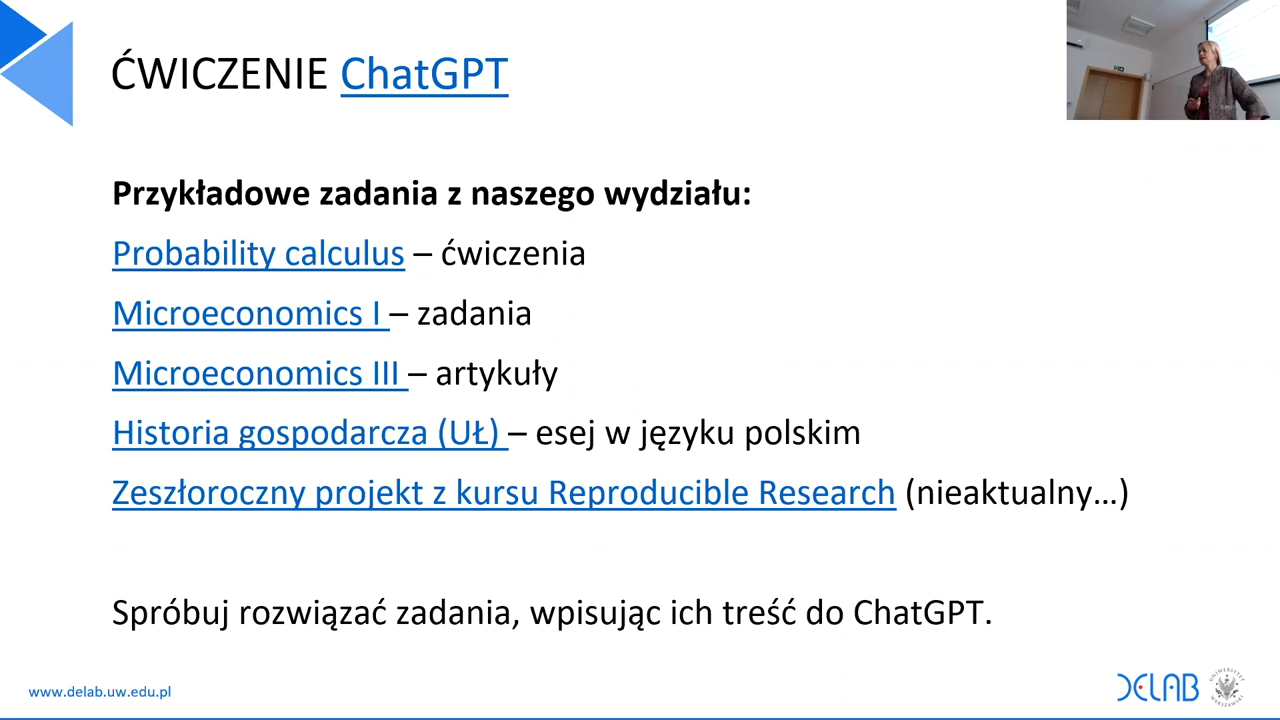 ĆWICZENIE ChatGPT
Przykładowe zadania z naszego wydziału:
Probability calculus – ćwiczenia
Microeconomics I – zadania
Microeconomics III – artykuły
Historia gospodarcza (UŁ) – esej w języku polskim
Zeszłoroczny projekt z kursu Reproducible Research (nieaktualny…)
Spróbuj rozwiązać zadania, wpisując ich treść do ChatGPT.
www.delab.uw.edu.pl
DELAB
UNIWERSYTET WARSZAWSKI